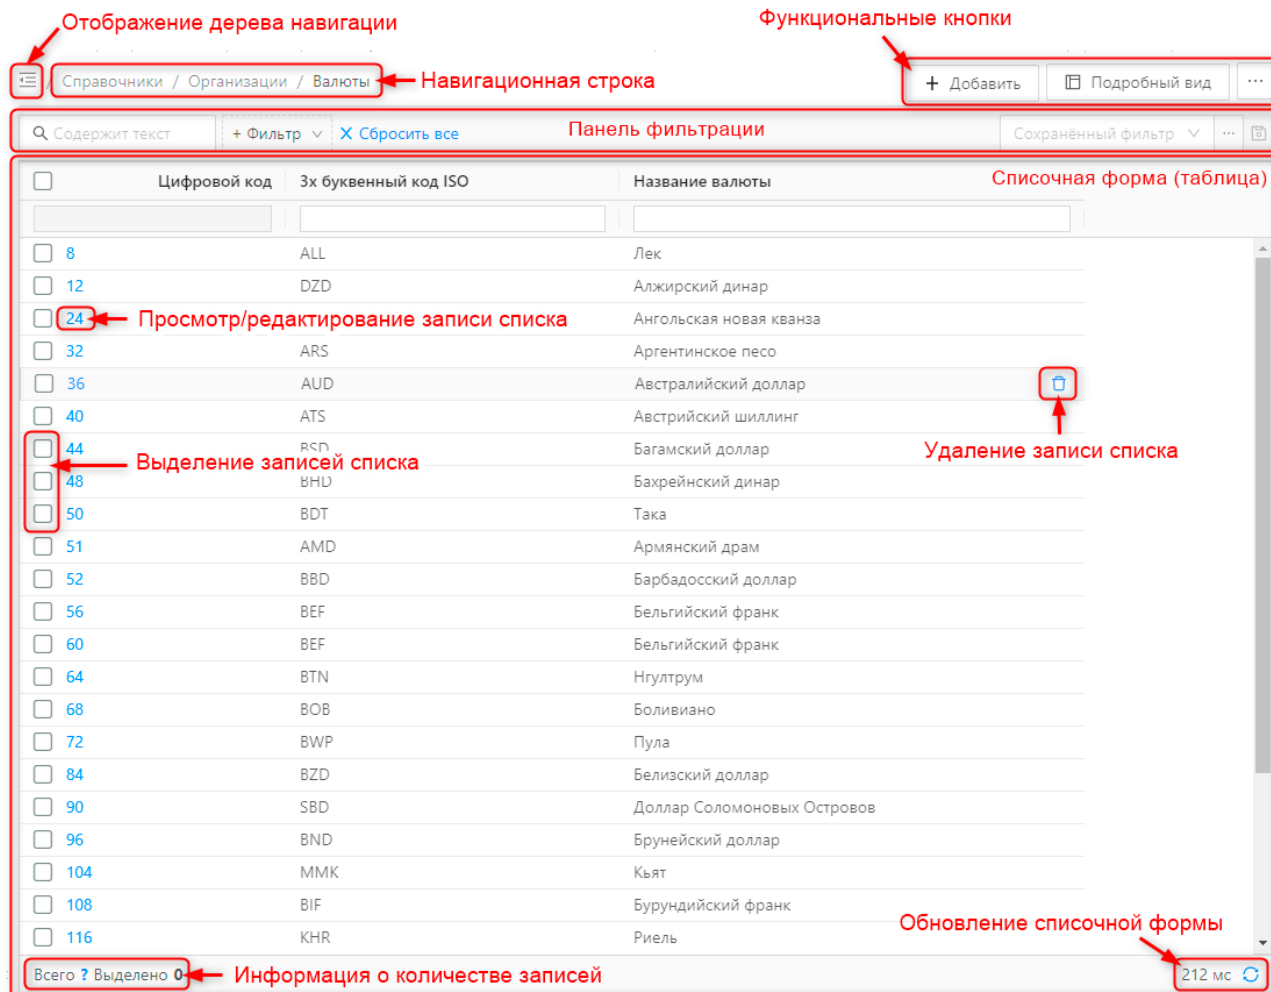 Отображение дерева навигации
Функциональные кнопки
/ Справочники / Организации / Валюты
Навигационная строка
+ Добавить
Подробный вид
...
Содержит текст
+ Фильтр
X Сбросить все
Панель фильтрации
Сохранённый фильтр
...
Цифровой код
3х буквенный код ISO
Название валюты
Списочная форма (таблица)
8 ALL Лек
12 DZD Алжирский динар
24 Просмотр/редактирование записи списка Ангольская новая кванза
32 ARS Аргентинское песо
36 AUD Австралийский доллар
40 ATS Австрийский шиллинг
44 BSD Багамский доллар
Удаление записи списка
Выделение записей списка
48 BHD Бахрейнский динар
50 BDT Така
51 AMD Армянский драм
52 BBD Барбадосский доллар
56 BEF Бельгийский франк
60 BEF Бельгийский франк
64 BTN Нгултрум
68 BOB Боливиано
72 BWP Пула
84 BZD Белизский доллар
90 SBD Доллар Соломоновых Островов
96 BND Брунейский доллар
104 MMK Кьят
108 BIF Бурундийский франк
Обновление списочной формы
116 KHR Риель
Всего ? Выделено 0
Информация о количестве записей
212 мс